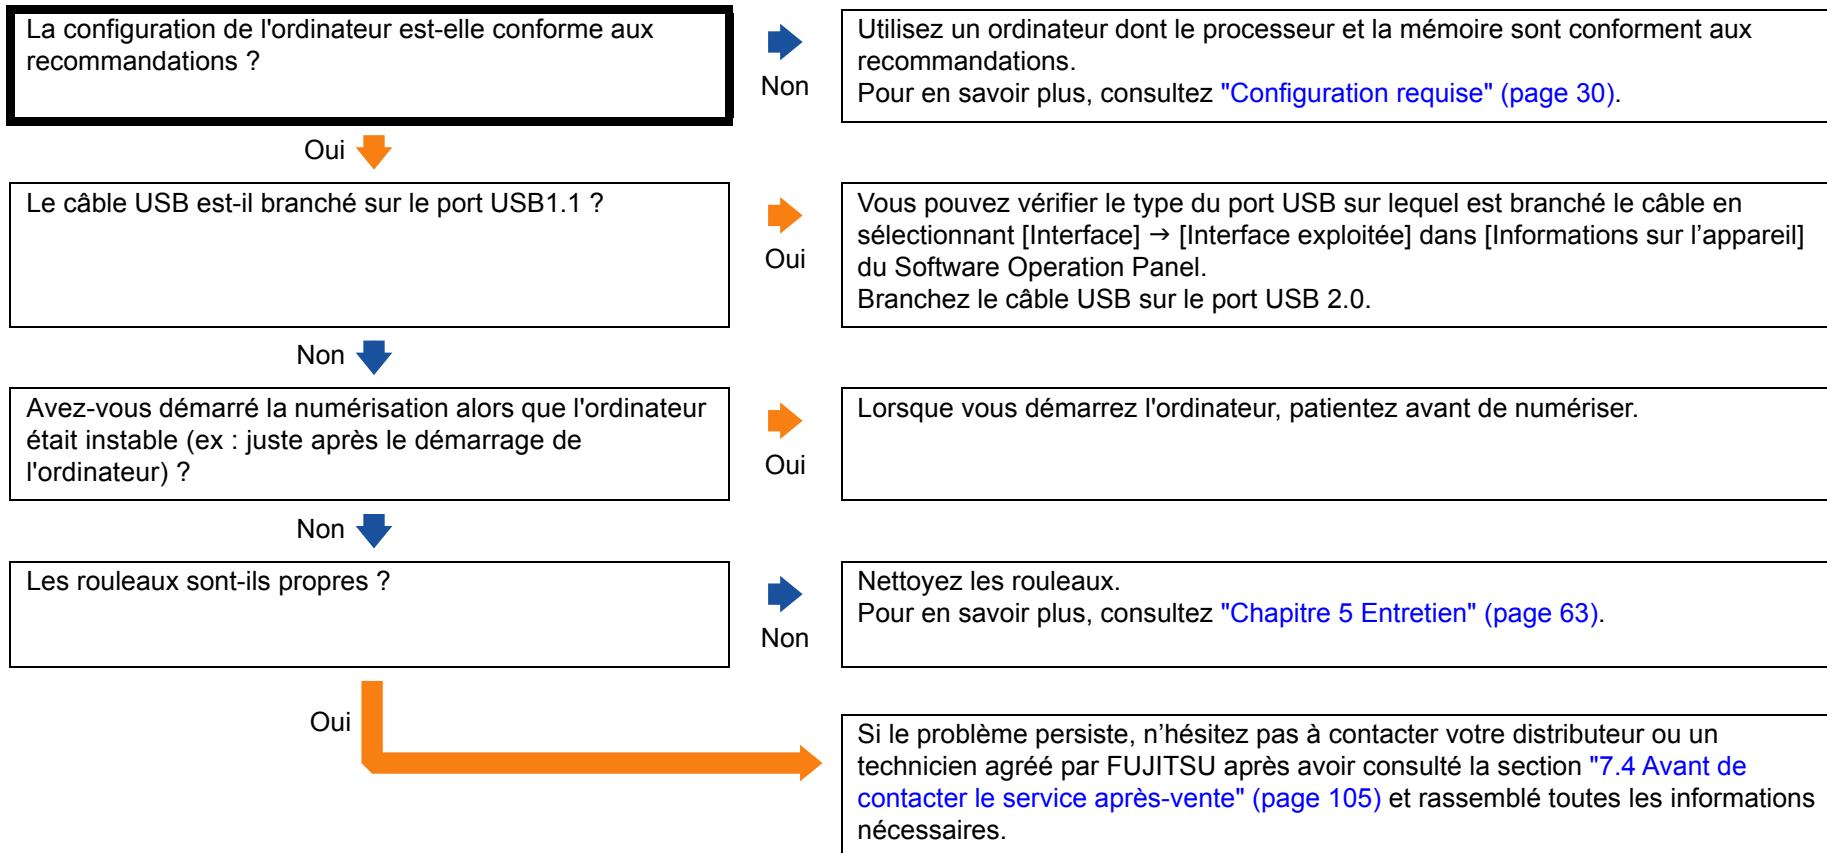 La configuration de l'ordinateur est-elle conforme aux
recommandations ?
Non
Utilisez un ordinateur dont le processeur et la mémoire sont conforment aux
recommandations.
Pour en savoir plus, consultez "Configuration requise" (page 30).
Oui
Le câble USB est-il branché sur le port USB1.1 ?
Oui
Vous pouvez vérifier le type du port USB sur lequel est branché le câble en
sélectionnant [Interface] → [Interface exploitée] dans [Informations sur l’appareil]
du Software Operation Panel.
Branchez le câble USB sur le port USB 2.0.
Non
Avez-vous démarré la numérisation alors que l'ordinateur
était instable (ex : juste après le démarrage de
l'ordinateur) ?
Oui
Lorsque vous démarrez l'ordinateur, patientez avant de numériser.
Non
Les rouleaux sont-ils propres ?
Non
Nettoyez les rouleaux.
Pour en savoir plus, consultez "Chapitre 5 Entretien" (page 63).
Oui
Si le problème persiste, n’hésitez pas à contacter votre distributeur ou un
technicien agréé par FUJITSU après avoir consulté la section "7.4 Avant de
contacter le service après-vente" (page 105) et rassemblé toutes les informations
nécessaires.